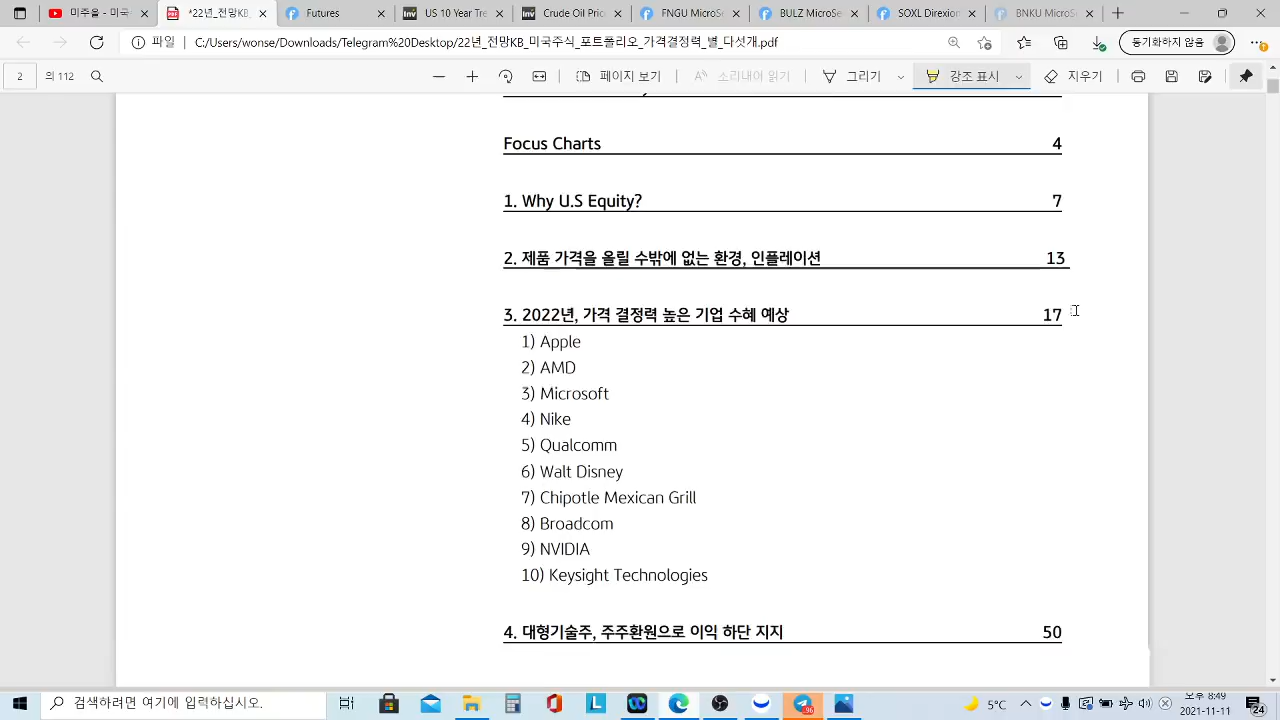 미주주 - 미국
*22년_전망KB_
Futures
U.S 10 Year Tre
Crude Oil Price
FNGU MicroSe
BULZ MicroSe
SOXL Direxion
BNKU MicroSe
파일
C:/Users/wonse/Downloads/Telegram%20Desktop/22년_전망KB_미국주식_포트폴리오_가격결정력_별_다섯개.pdf
동기화하지 않음
2
의 112
페이지 보기
소리내어 읽기
그리기
강조 표시
지우기
Focus Charts 4
1. Why U.S Equity? 7
2. 제품 가격을 올릴 수밖에 없는 환경, 인플레이션 13
3. 2022년, 가격 결정력 높은 기업 수혜 예상 17
1) Apple
2) AMD
3) Microsoft
4) Nike
5) Qualcomm
6) Walt Disney
7) Chipotle Mexican Grill
8) Broadcom
9) NVIDIA
10) Keysight Technologies
4. 대형기술주, 주주환원으로 이익 하단 지지 50
검색하려면 여기에 입력하십시오.
96
5°C
오후 8:49
2021-11-11
24